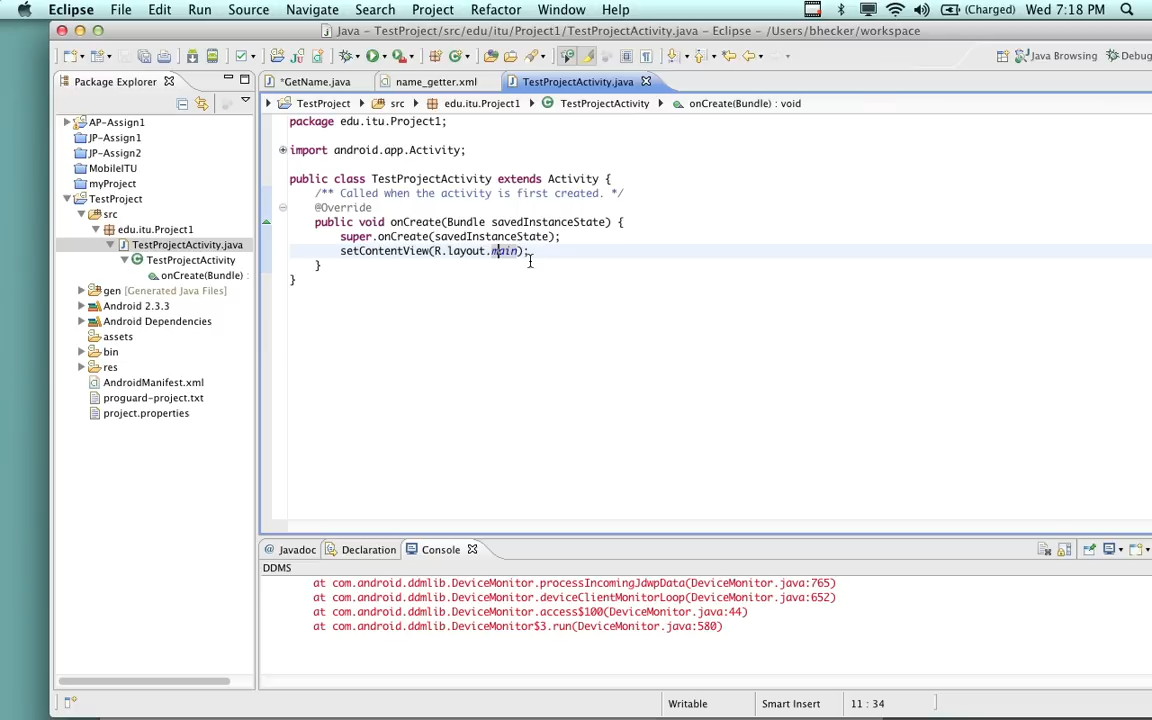 Eclipse File Edit Run Source Navigate Search Project Refactor Window Help (Charged) Wed 7:18 PM
Java – TestProject/src/edu/itu/Project1/TestProjectActivity.java – Eclipse – /Users/bhecker/workspace
Java Browsing Debug
Package Explorer
*GetName.java name_getter.xml TestProjectActivity.java
TestProject src edu.itu.Project1 TestProjectActivity onCreate(Bundle) : void
AP-Assign1
JP-Assign1
JP-Assign2
MobileITU
myProject
TestProject
src
edu.itu.Project1
TestProjectActivity.java
TestProjectActivity
onCreate(Bundle)
gen [Generated Java Files]
Android 2.3.3
Android Dependencies
assets
bin
res
AndroidManifest.xml
proguard-project.txt
project.properties
package edu.itu.Project1;
import android.app.Activity;
public class TestProjectActivity extends Activity {
/** Called when the activity is first created. */
@Override
public void onCreate(Bundle savedInstanceState) {
super.onCreate(savedInstanceState);
setContentView(R.layout.main);
}
}
@ Javadoc Declaration Console
DDMS
at com.android.ddmlib.DeviceMonitor.processIncomingJdwpData(DeviceMonitor.java:765)
at com.android.ddmlib.DeviceMonitor.deviceClientMonitorLoop(DeviceMonitor.java:652)
at com.android.ddmlib.DeviceMonitor.access$100(DeviceMonitor.java:44)
at com.android.ddmlib.DeviceMonitor$3.run(DeviceMonitor.java:580)
Writable Smart Insert 11 : 34